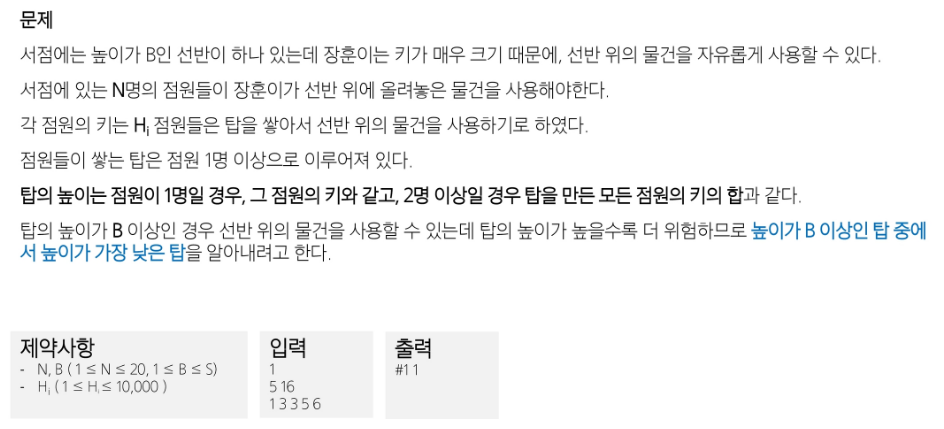 문제
서점에는 높이가 B인 선반이 하나 있는데 장훈이는 키가 매우 크기 때문에, 선반 위의 물건을 자유롭게 사용할 수 있다.
서점에 있는 N명의 점원들이 장훈이가 선반 위에 올려놓은 물건을 사용해야한다.
각 점원의 키는 Hi 점원들은 탑을 쌓아서 선반 위의 물건을 사용하기로 하였다.
점원들이 쌓는 탑은 점원 1명 이상으로 이루어져 있다.
탑의 높이는 점원이 1명일 경우, 그 점원의 키와 같고, 2명 이상일 경우 탑을 만든 모든 점원의 키의 합과 같다.
탑의 높이가 B 이상인 경우 선반 위의 물건을 사용할 수 있는데 탑의 높이가 높을수록 더 위험하므로 높이가 B 이상인 탑 중에
서 높이가 가장 낮은 탑을 알아내려고 한다.
제약사항
- N, B ( 1 ≤ N ≤ 20, 1 ≤ B ≤ S)
- Hi ( 1 ≤ Hi ≤ 10,000 )
입력
1
5 16
1 3 3 5 6
출력
#1 1